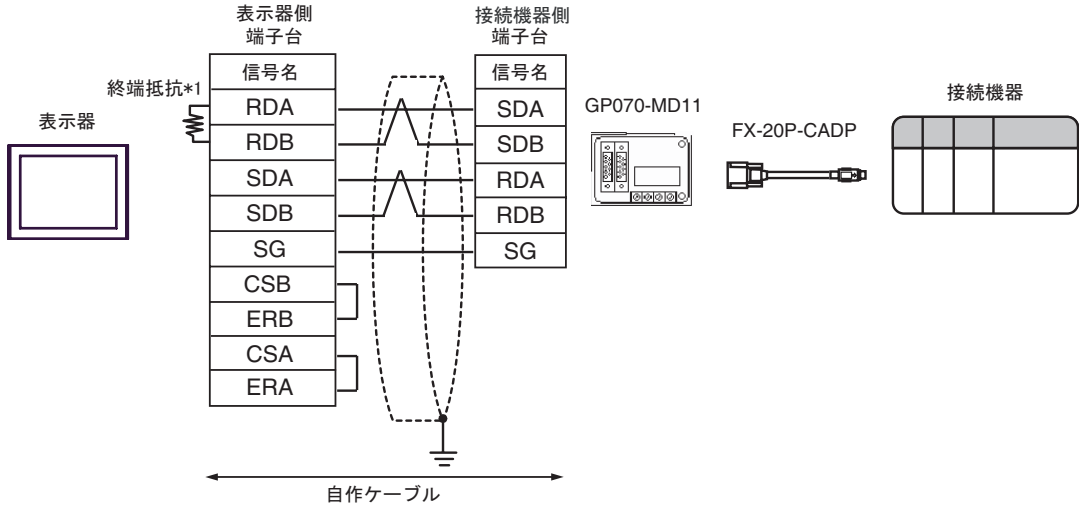 表示器側
端子台
接続機器側
端子台
信号名
信号名
終端抵抗*1
RDA
SDA
GP070-MD11
接続機器
表示器
RDB
SDB
FX-20P-CADP
SDA
RDA
SDB
RDB
SG
SG
CSB
ERB
CSA
ERA
自作ケーブル